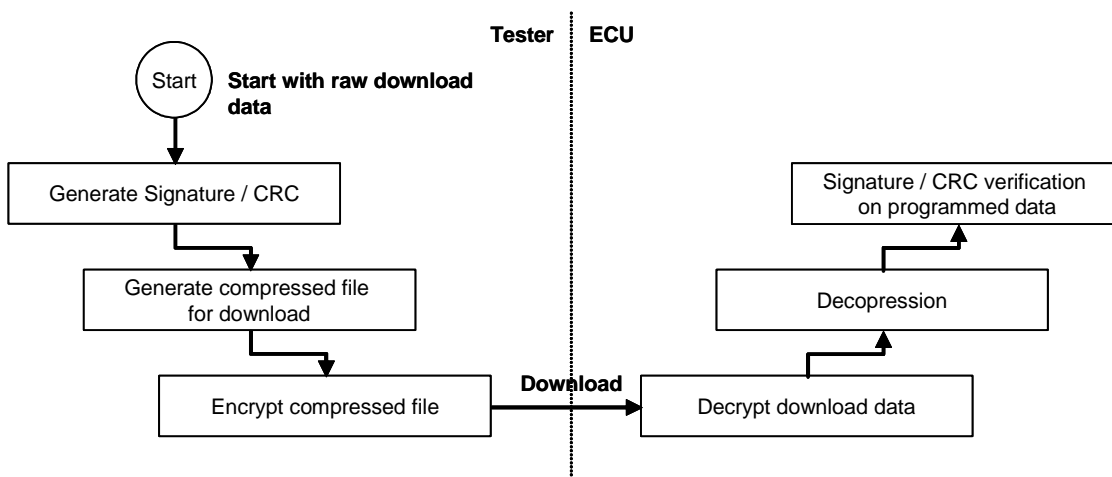 Tester
ECU
Start
Start with raw download
data
Generate Signature / CRC
Generate compressed file
for download
Encrypt compressed file
Download
Decrypt download data
Decopression
Signature / CRC verification
on programmed data